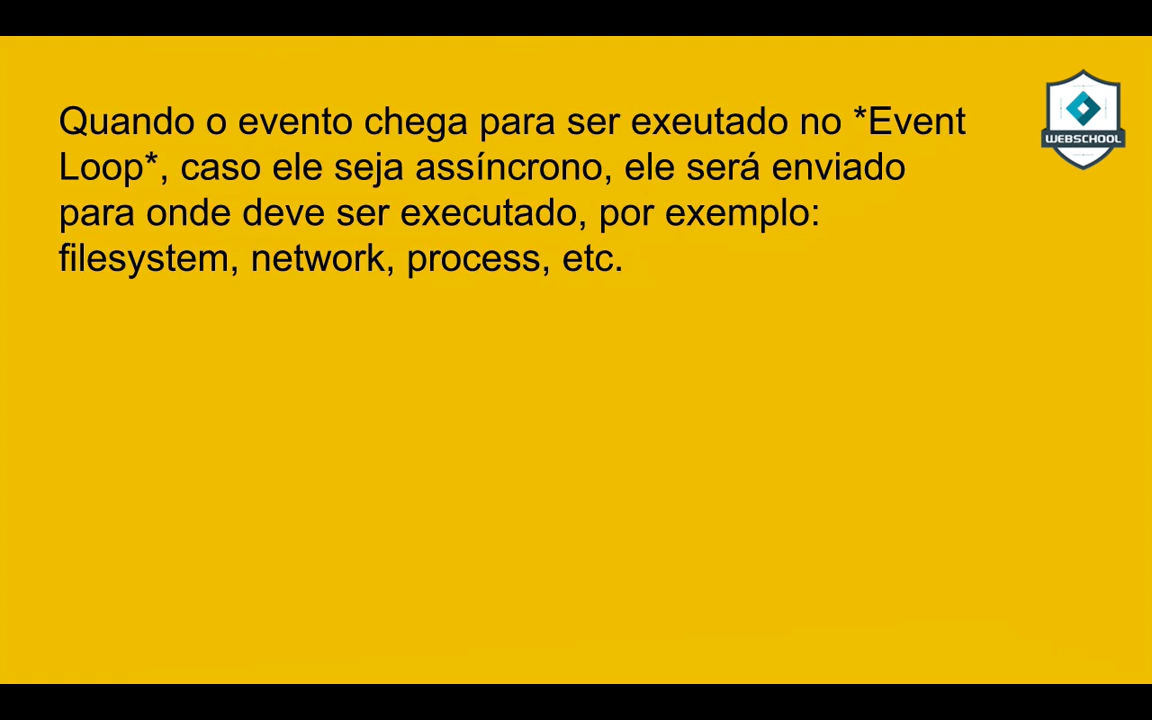 Quando o evento chega para ser exeutado no *Event
Loop*, caso ele seja assíncrono, ele será enviado
para onde deve ser executado, por exemplo:
filesystem, network, process, etc.
WEBSCHOOL